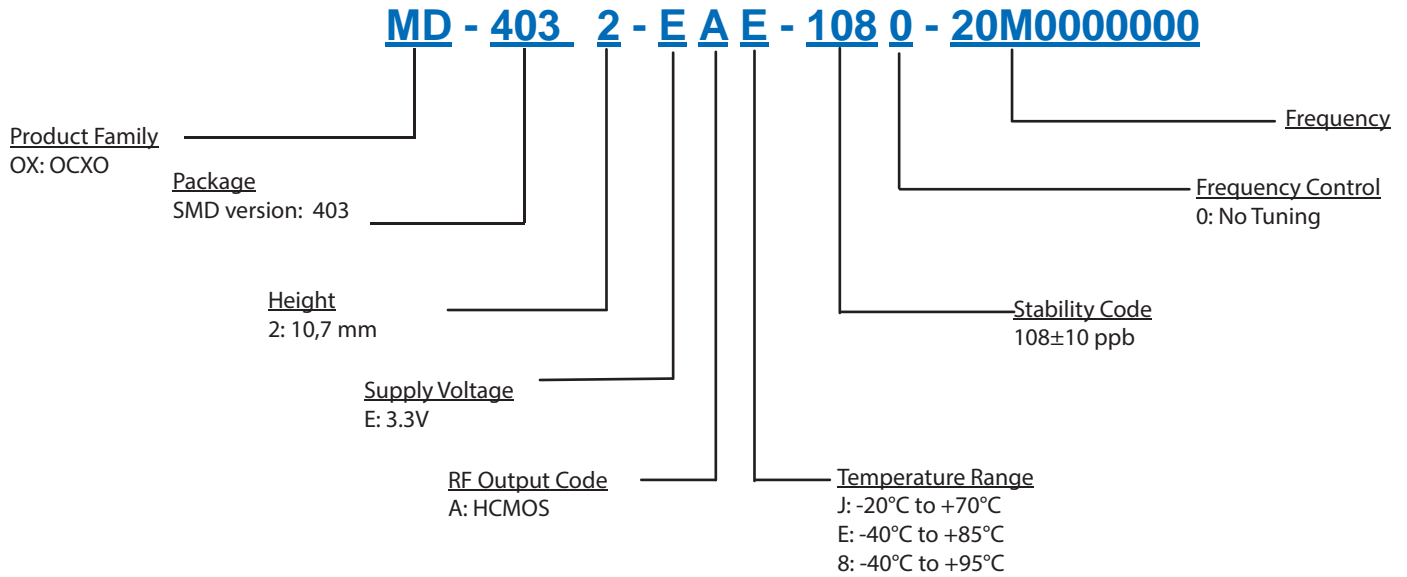 MD - 403 2 - E A E - 108 0 - 20M0000000
Product Family
OX: OCXO
Package
SMD version: 403
Height
2: 10,7 mm
Supply Voltage
E: 3.3V
RF Output Code
A: HCMOS
Temperature Range
J: -20°C to +70°C
E: -40°C to +85°C
8: -40°C to +95°C
Stability Code
108±10 ppb
Frequency Control
0: No Tuning
Frequency